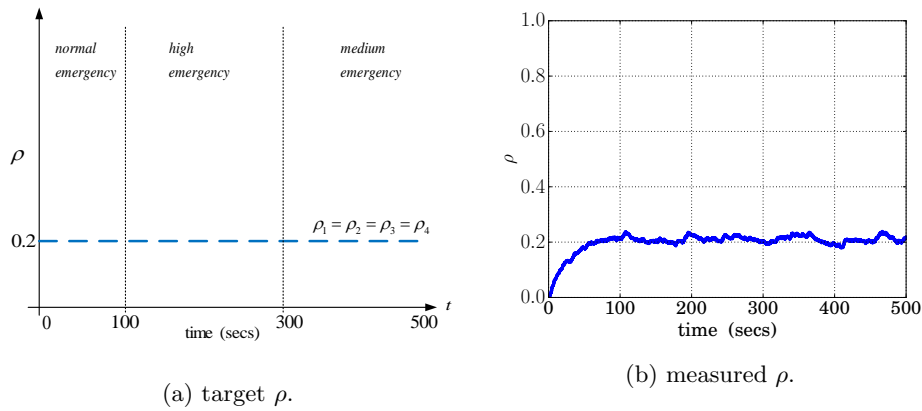 normal
emergency
high
emergency
medium
emergency
ρ
ρ₁ = ρ₂ = ρ₃ = ρ₄
0.2
t
0
100
300
500
time (secs)
(a) target ρ.
1.0
0.8
0.6
ρ
0.4
0.2
0.0
0
100
200
300
400
500
time (secs)
(b) measured ρ.